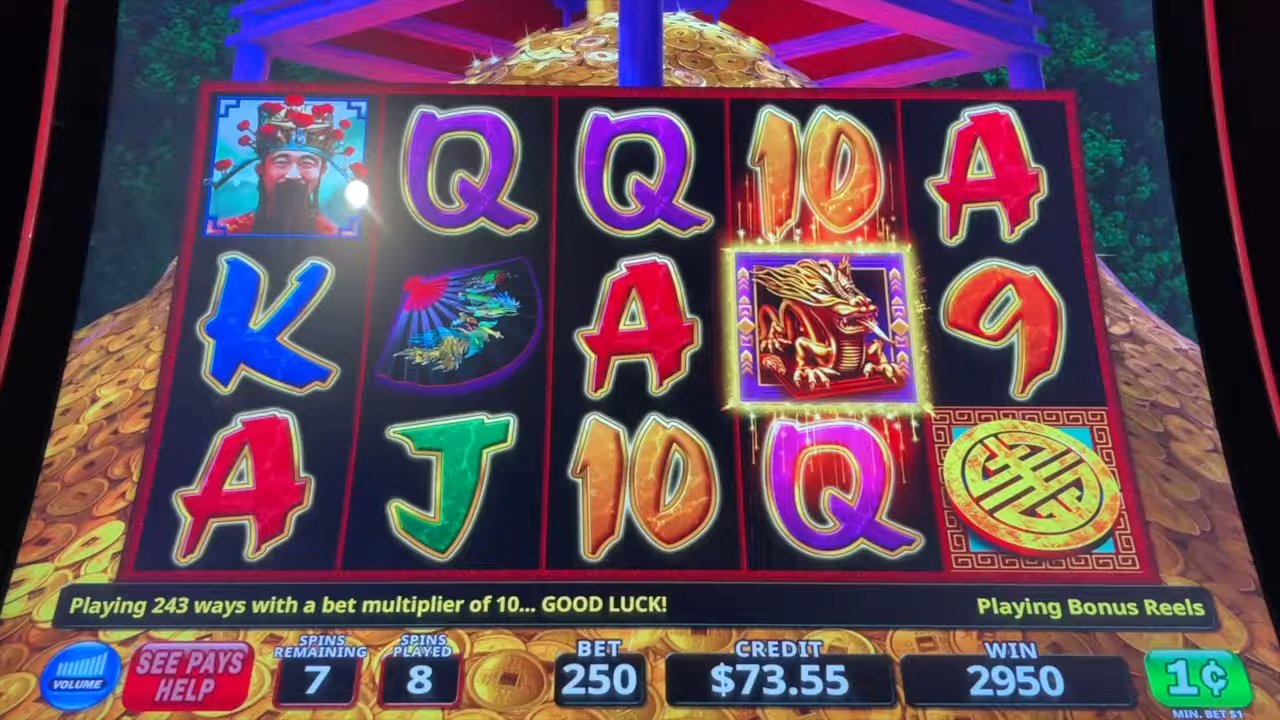 Q Q 10 A
K A 9
A J 10 Q
Playing 243 ways with a bet multiplier of 10... GOOD LUCK!
Playing Bonus Reels
VOLUME
SEE PAYS
HELP
SPINS
REMAINING
7
SPINS
PLAYED
8
BET
250
CREDIT
$73.55
WIN
2950
1¢
MIN. BET $1